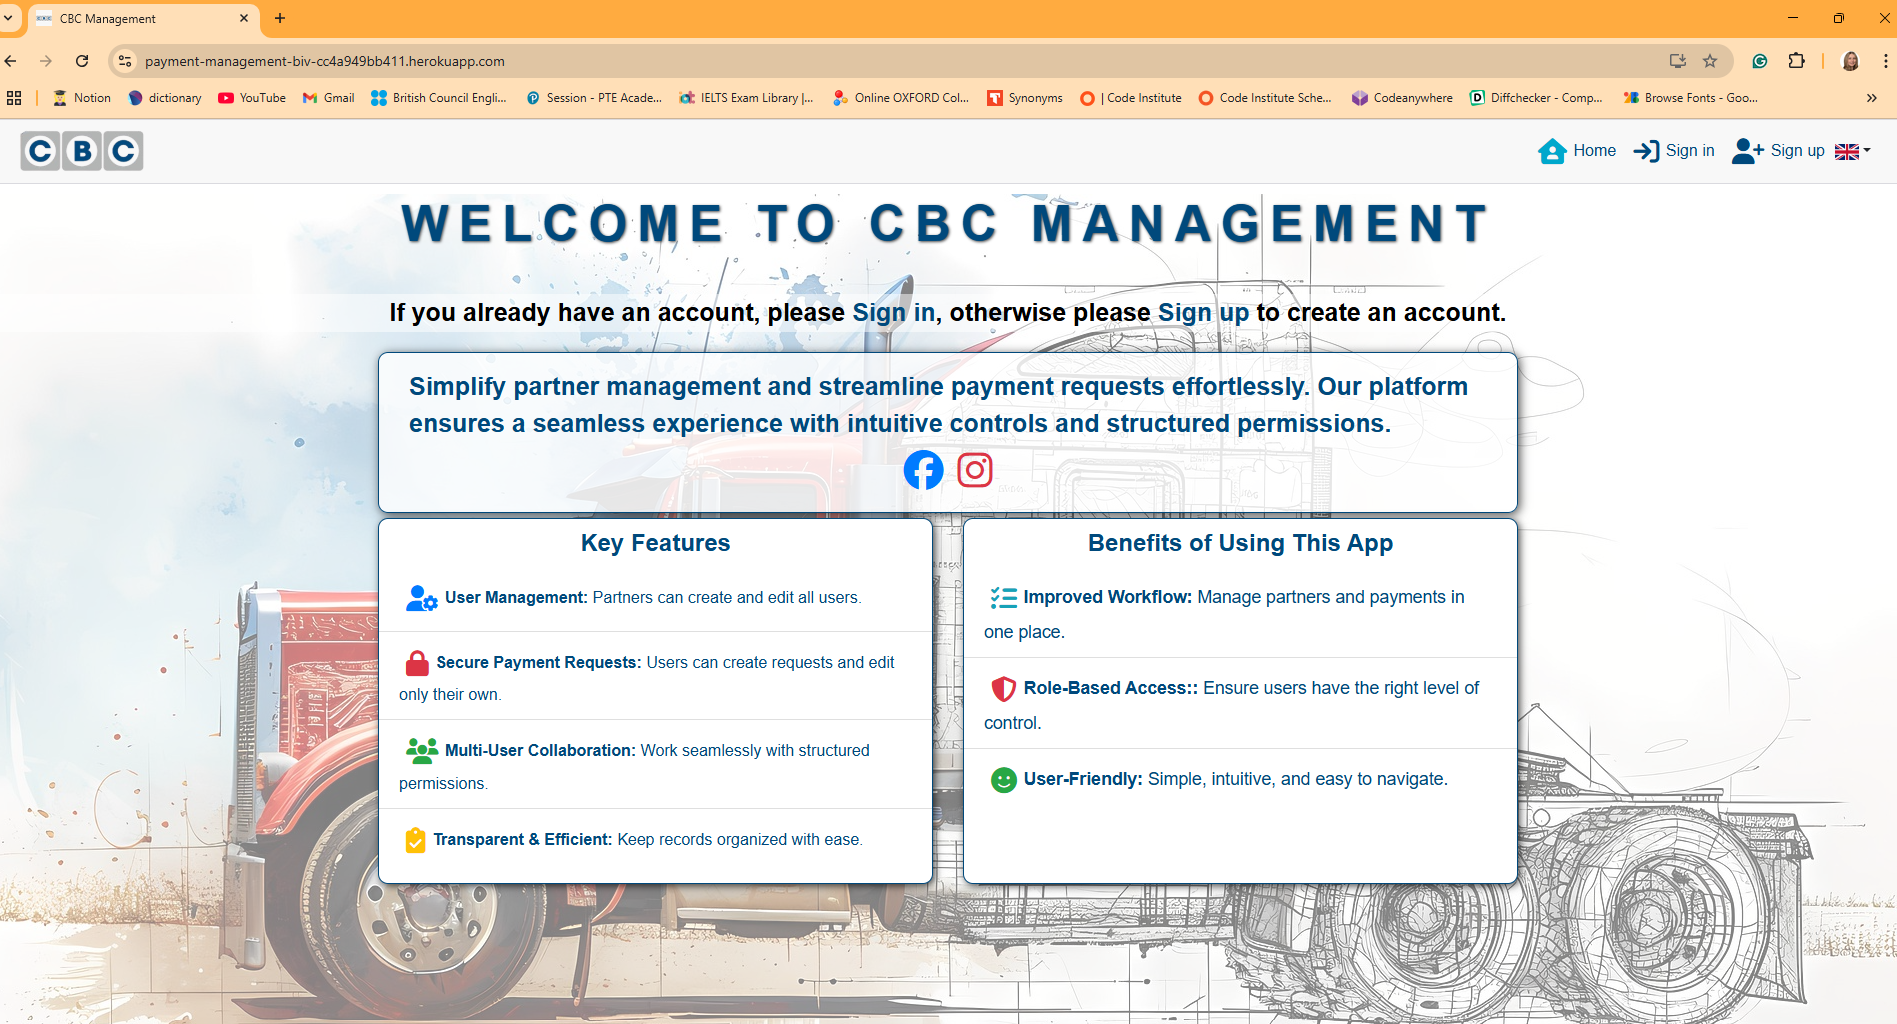 CBC Management
payment-management-biv-cc4a949bb411.herokuapp.com
Notion dictionary YouTube Gmail British Council Engli... Session - PTE Acade... IELTS Exam Library |... Online OXFORD Col... Synonyms | Code Institute Code Institute Sche... Codeanywhere Diffchecker - Comp... Browse Fonts - Goo...
CBC Home Sign in Sign up
WELCOME TO CBC MANAGEMENT
If you already have an account, please Sign in, otherwise please Sign up to create an account.
Simplify partner management and streamline payment requests effortlessly. Our platform
ensures a seamless experience with intuitive controls and structured permissions.
Key Features
User Management: Partners can create and edit all users.
Secure Payment Requests: Users can create requests and edit
only their own.
Multi-User Collaboration: Work seamlessly with structured
permissions.
Transparent & Efficient: Keep records organized with ease.
Benefits of Using This App
Improved Workflow: Manage partners and payments in
one place.
Role-Based Access:: Ensure users have the right level of
control.
User-Friendly: Simple, intuitive, and easy to navigate.